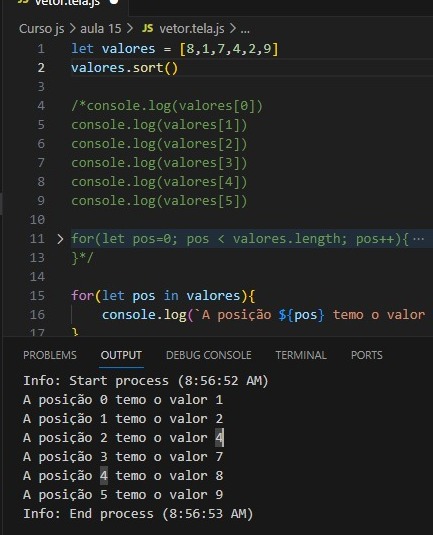 vetor.tela.js
Curso js > aula 15 > JS vetor.tela.js > ...
1 let valores = [8,1,7,4,2,9]
2 valores.sort()
3
4 /*console.log(valores[0])
5 console.log(valores[1])
6 console.log(valores[2])
7 console.log(valores[3])
8 console.log(valores[4])
9 console.log(valores[5])
10
11 > for(let pos=0; pos < valores.length; pos++){ ...
13 }*/
14
15 for(let pos in valores){
16 console.log(`A posição ${pos} temo o valor
17 }
PROBLEMS OUTPUT DEBUG CONSOLE TERMINAL PORTS
Info: Start process (8:56:52 AM)
A posição 0 temo o valor 1
A posição 1 temo o valor 2
A posição 2 temo o valor 4
A posição 3 temo o valor 7
A posição 4 temo o valor 8
A posição 5 temo o valor 9
Info: End process (8:56:53 AM)